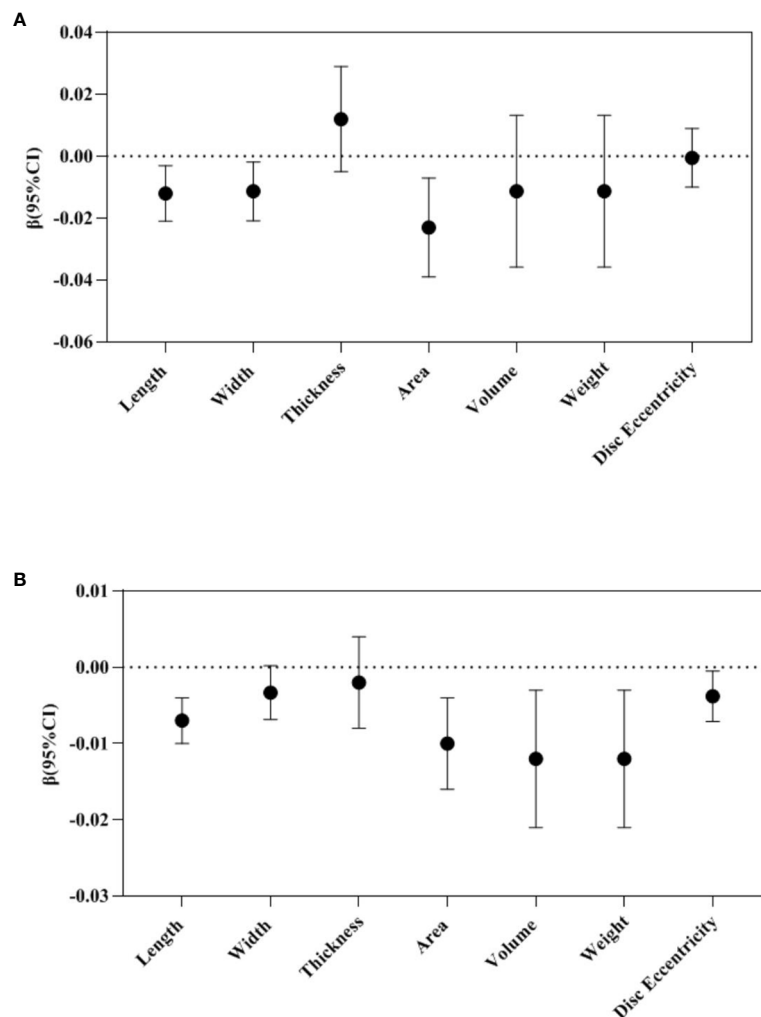 A
0.04
0.02
0.00
-0.02
-0.04
-0.06
β(95%CI)
Length
Width
Thickness
Area
Volume
Weight
Disc Eccentricity
B
0.01
0.00
-0.01
-0.02
-0.03
β(95%CI)
Length
Width
Thickness
Area
Volume
Weight
Disc Eccentricity